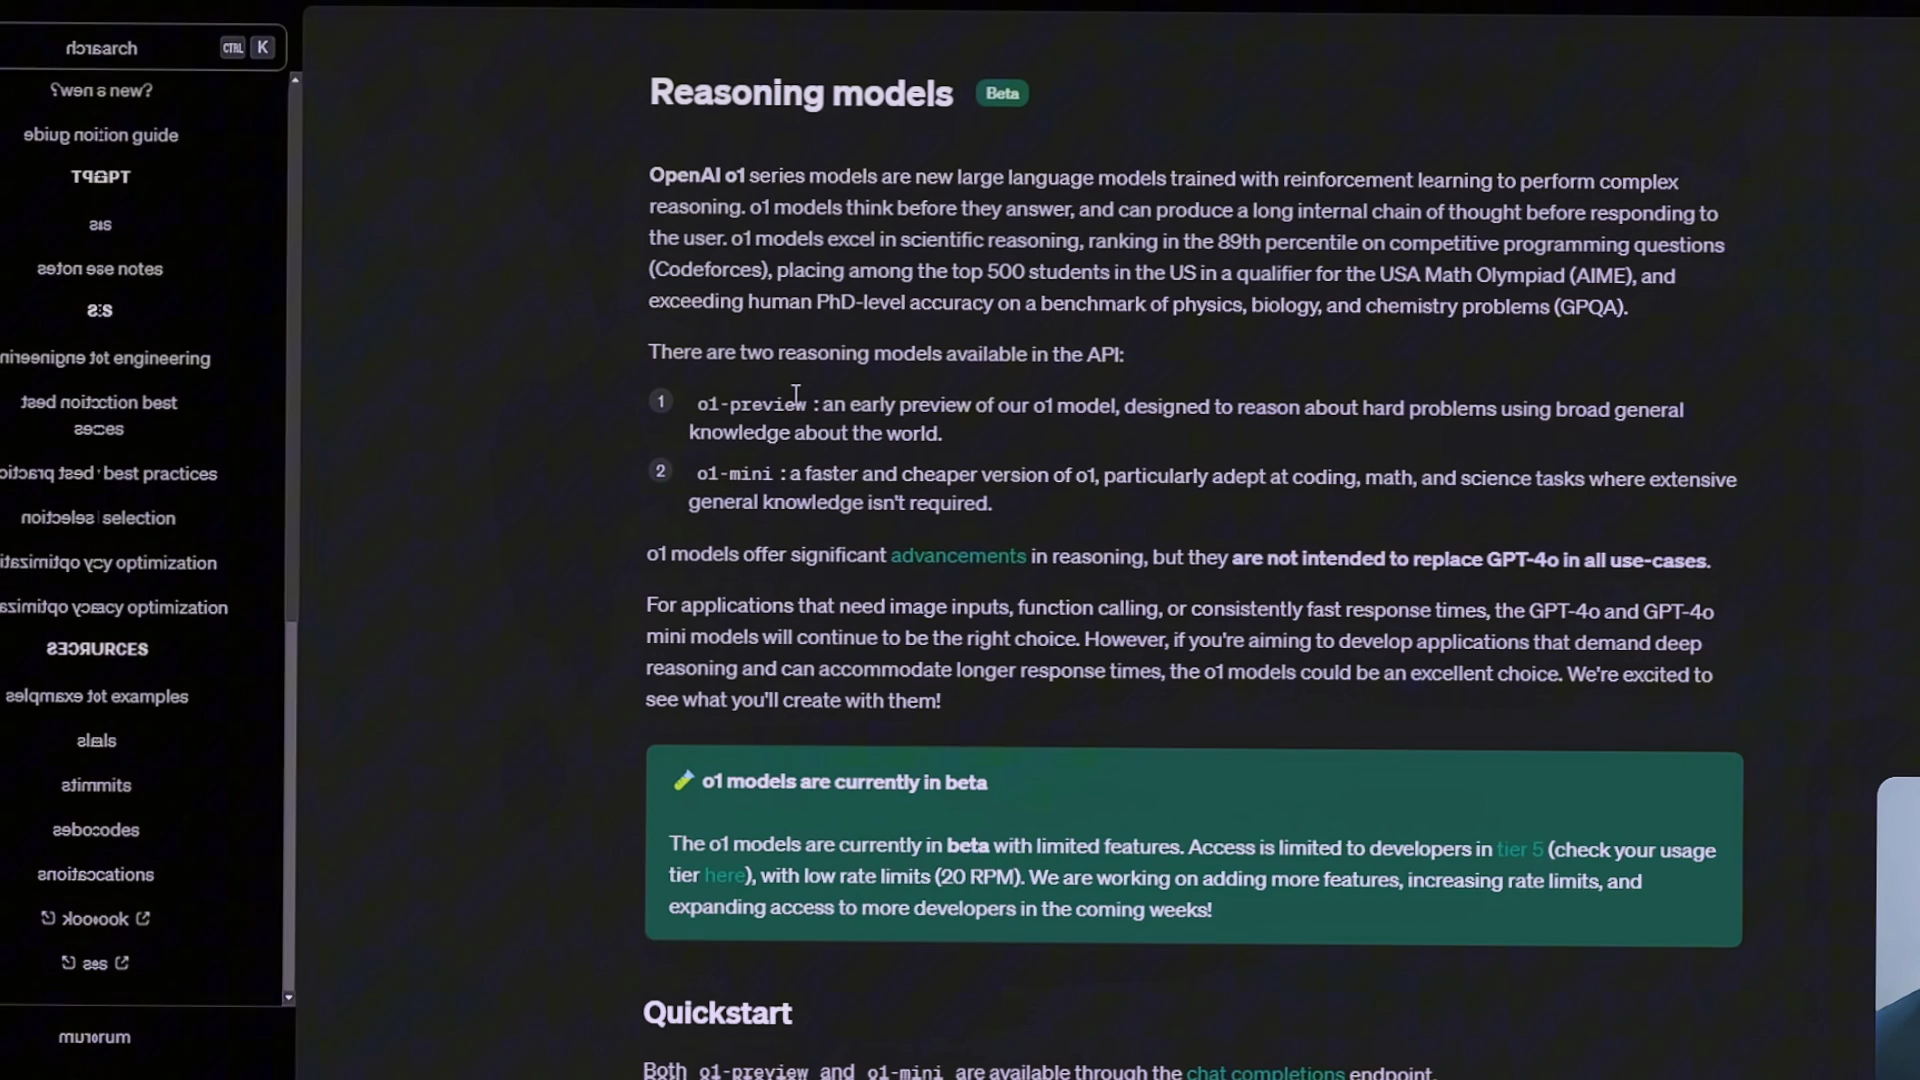 CTRL K
Reasoning models Beta
OpenAI o1 series models are new large language models trained with reinforcement learning to perform complex
reasoning. o1 models think before they answer, and can produce a long internal chain of thought before responding to
the user. o1 models excel in scientific reasoning, ranking in the 89th percentile on competitive programming questions
(Codeforces), placing among the top 500 students in the US in a qualifier for the USA Math Olympiad (AIME), and
exceeding human PhD-level accuracy on a benchmark of physics, biology, and chemistry problems (GPQA).
There are two reasoning models available in the API:
1 o1-preview : an early preview of our o1 model, designed to reason about hard problems using broad general
knowledge about the world.
2 o1-mini : a faster and cheaper version of o1, particularly adept at coding, math, and science tasks where extensive
general knowledge isn't required.
o1 models offer significant advancements in reasoning, but they are not intended to replace GPT-4o in all use-cases.
For applications that need image inputs, function calling, or consistently fast response times, the GPT-4o and GPT-4o
mini models will continue to be the right choice. However, if you're aiming to develop applications that demand deep
reasoning and can accommodate longer response times, the o1 models could be an excellent choice. We're excited to
see what you'll create with them!
o1 models are currently in beta
The o1 models are currently in beta with limited features. Access is limited to developers in tier 5 (check your usage
tier here), with low rate limits (20 RPM). We are working on adding more features, increasing rate limits, and
expanding access to more developers in the coming weeks!
Quickstart
Both o1-preview and o1-mini are available through the chat completions endpoint.
new?
guide
notes
engineering
best
best practices
selection
optimization
optimization
examples